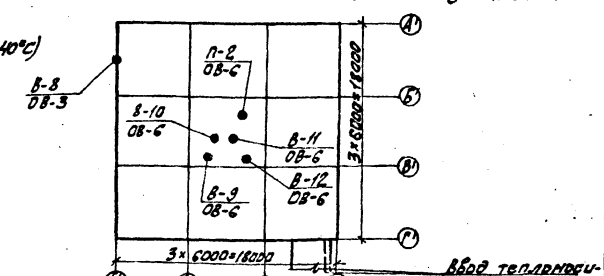 40°С)
А'
П-2
ОВ-6
В-8
ОВ-3
Б'
В-10
ОВ-6
В-11
ОВ-6
3×6000=18000
В'
В-9
ОВ-6
В-12
ОВ-6
Г'
3×6000=18000
Ввод теплоноси-